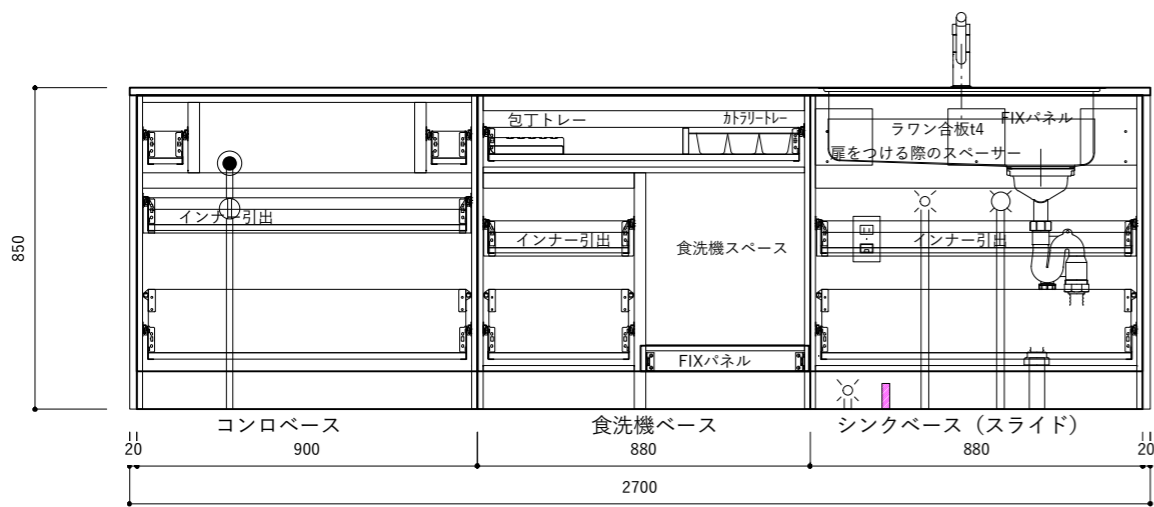 包丁トレー
カトラリートレー
FIXパネル
ラワン合板t4
扉をつける際のスペーサー
インナー引出
インナー引出
食洗機スペース
インナー引出
850
FIXパネル
コンロベース
食洗機ベース
シンクベース（スライド）
20
900
880
880
20
2700